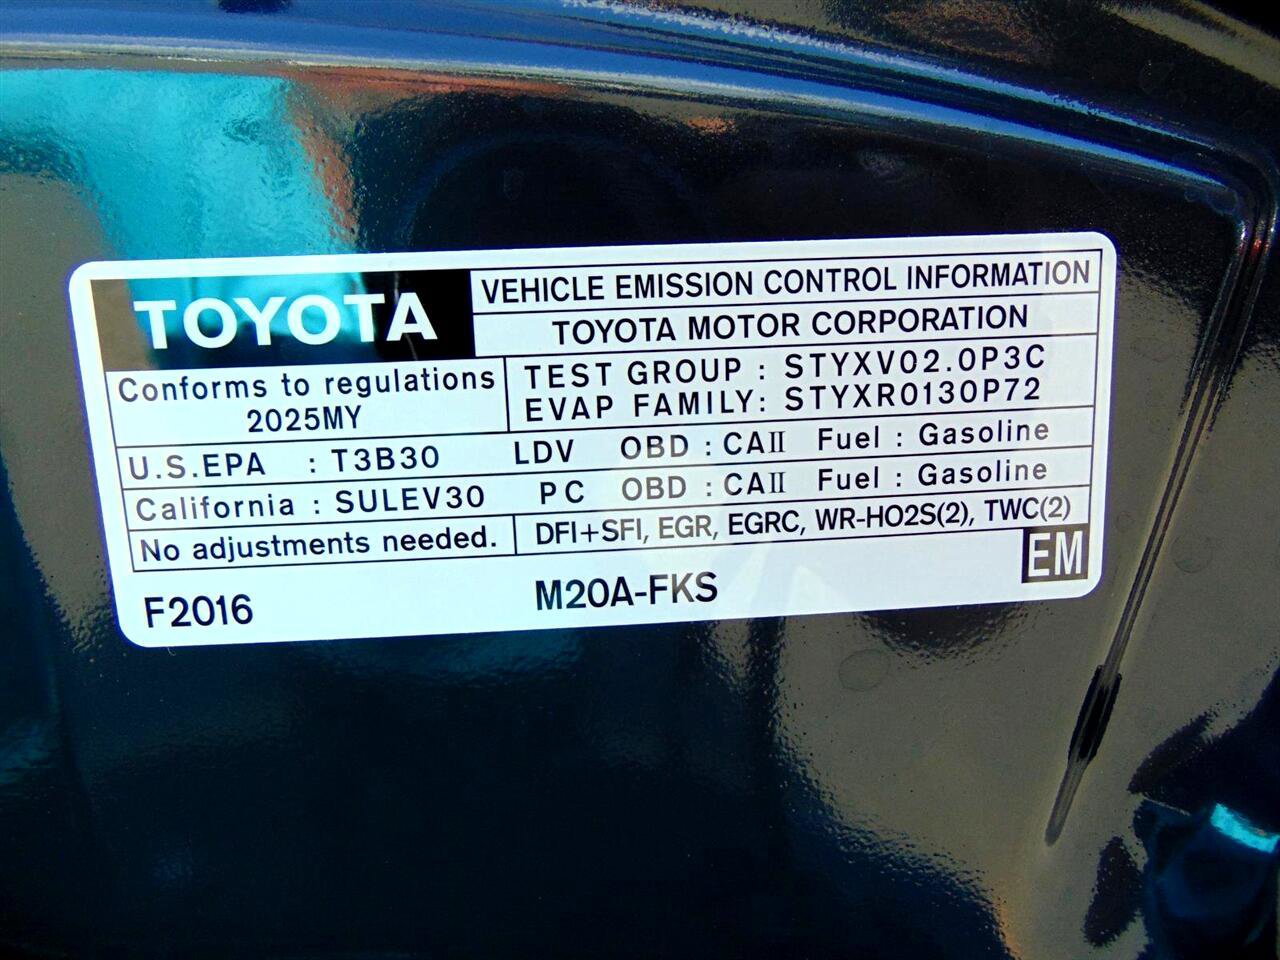 TOYOTA
VEHICLE EMISSION CONTROL INFORMATION
TOYOTA MOTOR CORPORATION
Conforms to regulations
2025MY
TEST GROUP : STYXV02.0P3C
EVAP FAMILY: STYXR0130P72
U.S.EPA : T3B30 LDV OBD : CAII Fuel : Gasoline
California : SULEV30 PC OBD : CAII Fuel : Gasoline
No adjustments needed. DFI+SFI, EGR, EGRC, WR-HO2S(2), TWC(2)
F2016 M20A-FKS EM